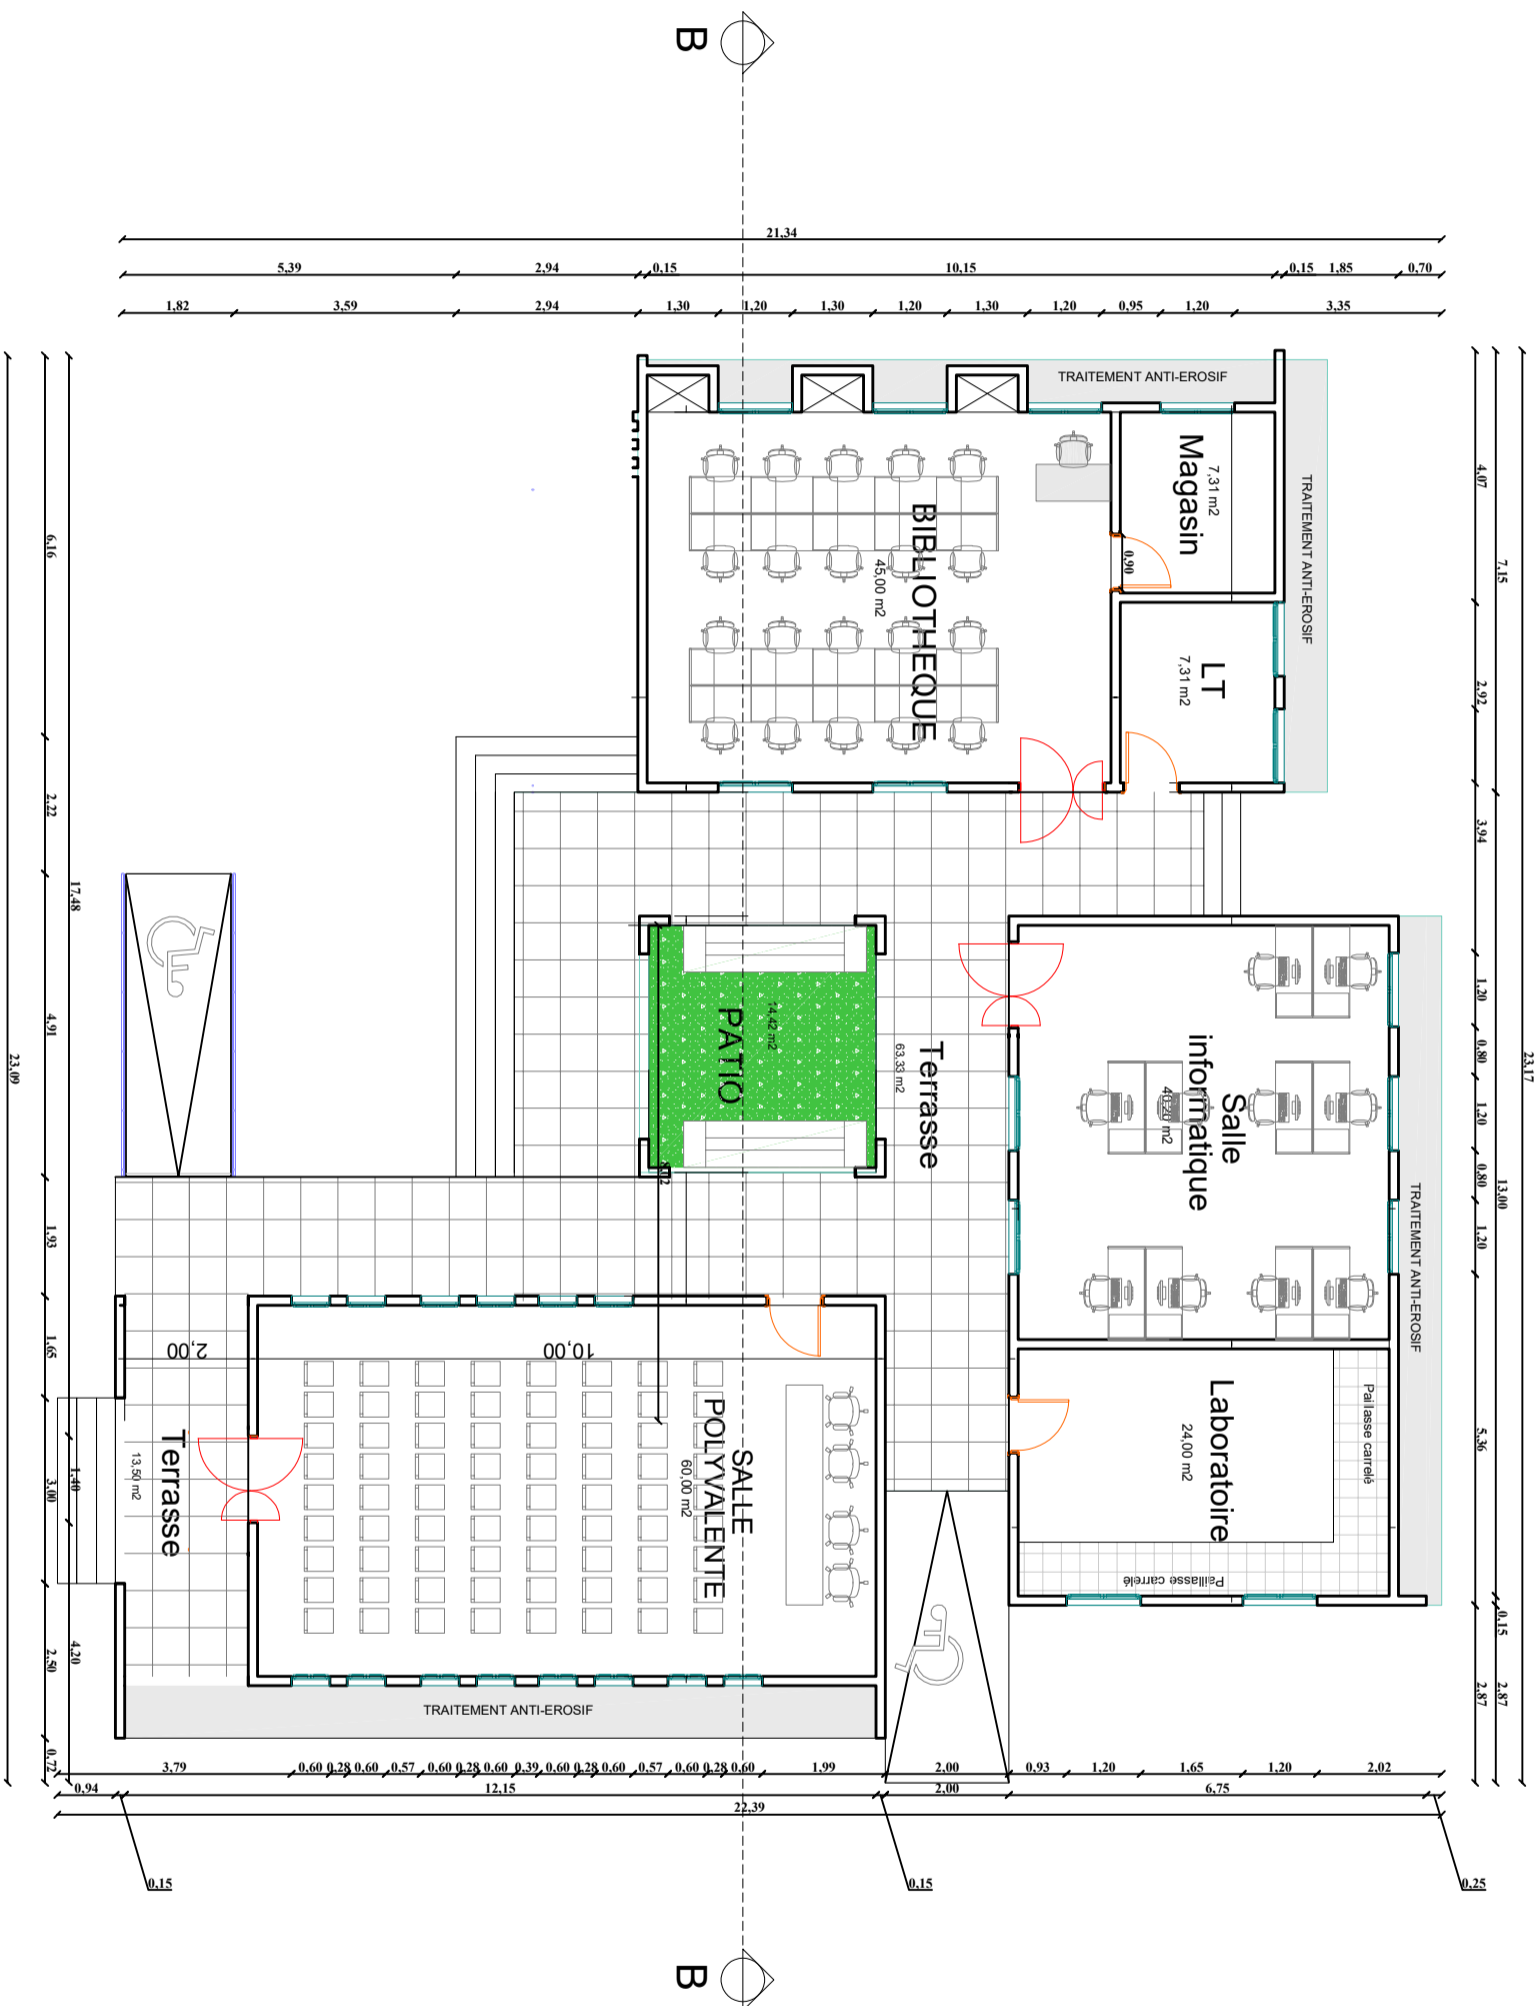 B
21,34
5,39
2,94
0,15
10,15
0,15
1,85
0,70
1,82
3,59
2,94
1,30
1,20
1,30
1,20
1,30
1,20
0,95
1,20
3,35
TRAITEMENT ANTI-EROSIF
TRAITEMENT ANTI-EROSIF
Magasin
7,31 m2
0,90
BIBLIOTHEQUE
45,00 m2
LT
7,31 m2
Terrasse
63,33 m2
PATIO
14,42 m2
Salle
informatique
40,20 m2
TRAITEMENT ANTI-EROSIF
Laboratoire
24,00 m2
Paillasse carrelé
Paillasse carrelé
SALLE
POLYVALENTE
60,00 m2
10,00
2,00
Terrasse
13,50 m2
TRAITEMENT ANTI-EROSIF
23,09
6,16
2,22
4,91
1,93
1,65
3,00
2,50
0,72
17,48
1,40
4,20
4,07
2,92
3,94
1,20
0,80
1,20
0,80
1,20
5,36
2,87
7,15
13,00
0,15
2,87
23,17
3,79
0,60
0,28
0,60
0,57
0,60
0,28
0,60
0,39
0,60
0,28
0,60
0,57
0,60
0,28
0,60
1,99
2,00
0,93
1,20
1,65
1,20
2,02
0,94
12,15
2,00
6,75
22,39
0,15
0,15
0,25
B